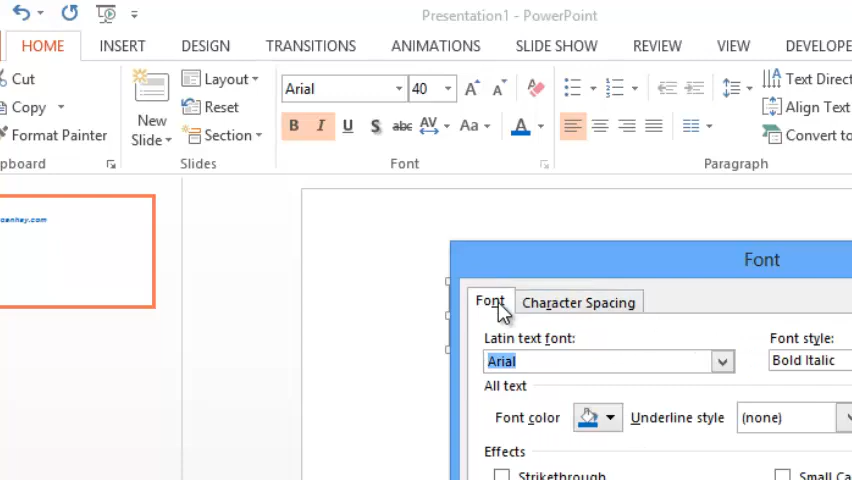 Presentation1 - PowerPoint
HOME INSERT DESIGN TRANSITIONS ANIMATIONS SLIDE SHOW REVIEW VIEW DEVELOPE
Cut
Copy
Format Painter
pboard
New
Slide
Layout
Reset
Section
Slides
Arial 40
B I U S abc AV Aa A
Font
Text Direct
Align Text
Convert to
Paragraph
Font
Font Character Spacing
Latin text font: Font style:
Arial Bold Italic
All text
Font color Underline style (none)
Effects
Strikethrough Small Ca